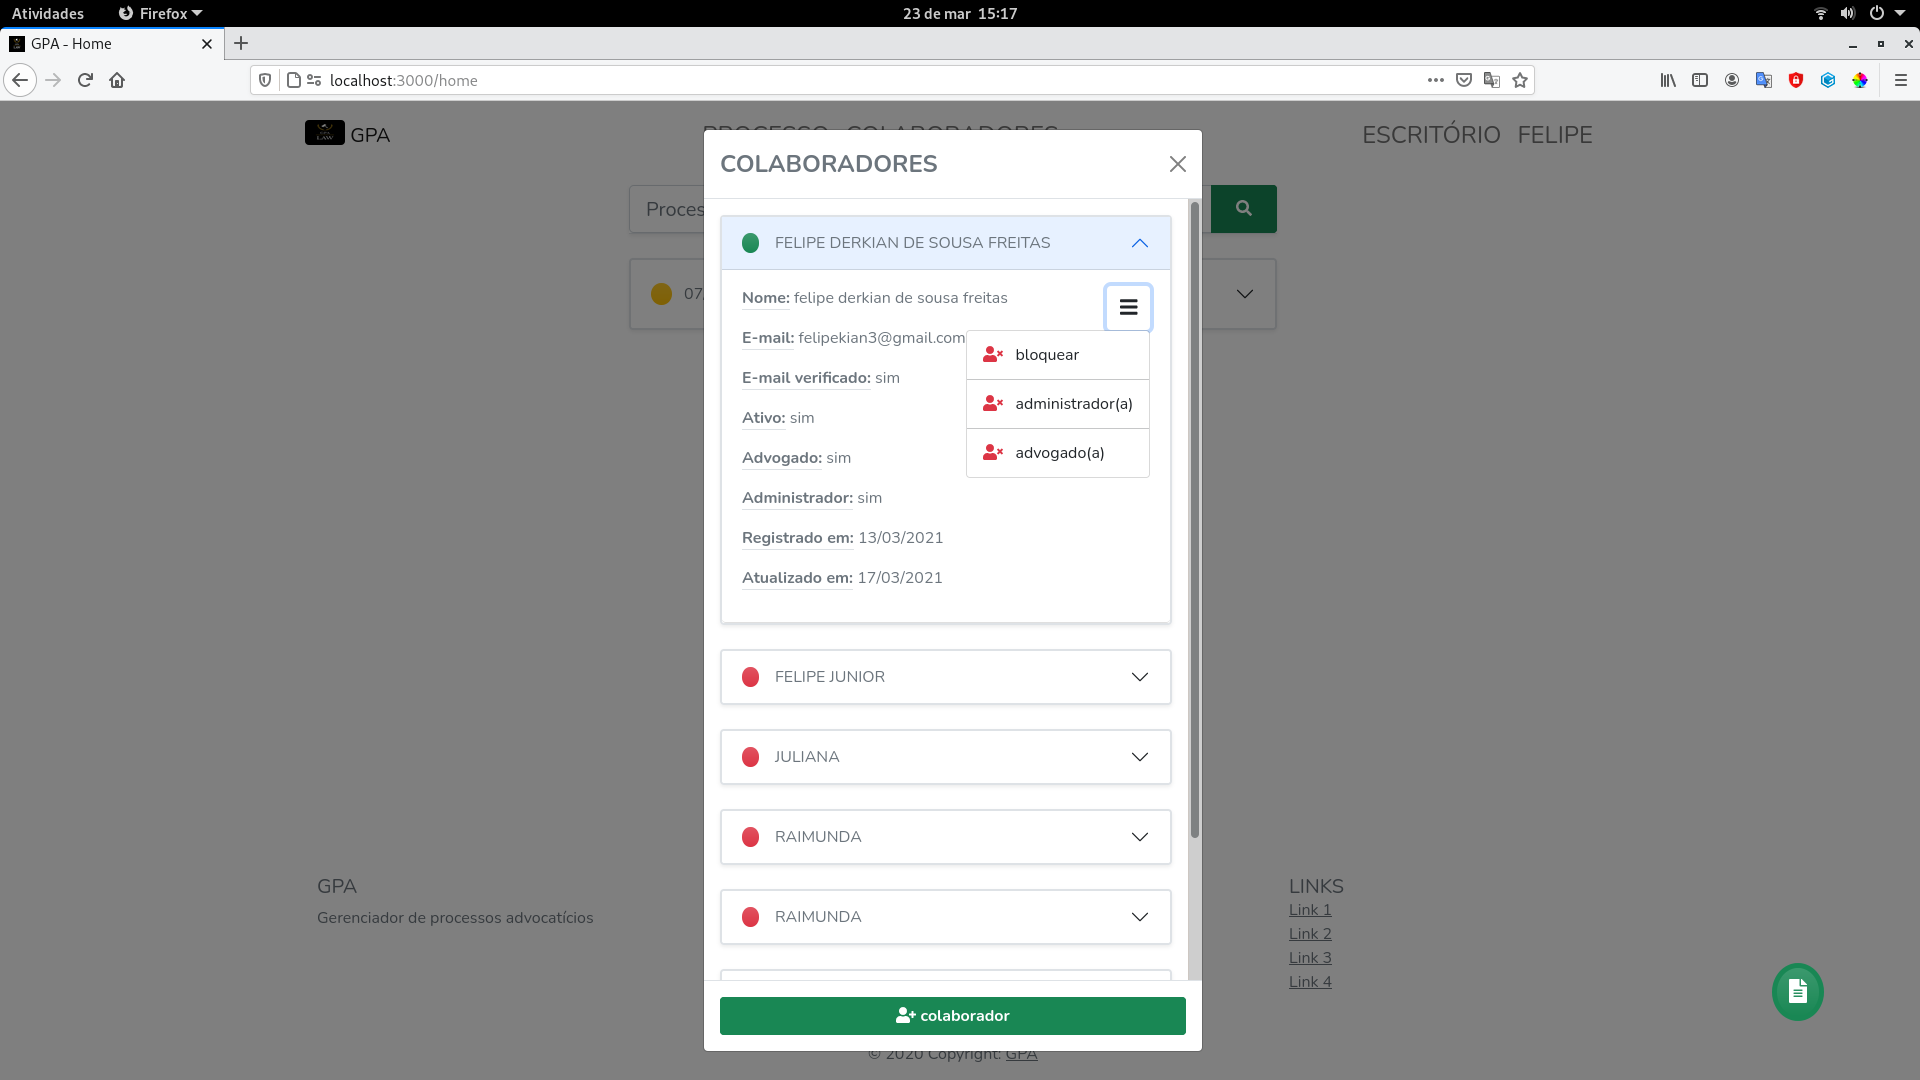 Atividades Firefox 23 de mar 15:17
GPA - Home
localhost:3000/home
GPA PROCESSO COLABORADORES ESCRITÓRIO FELIPE
COLABORADORES
Proces
FELIPE DERKIAN DE SOUSA FREITAS
07
Nome: felipe derkian de sousa freitas
E-mail: felipekian3@gmail.com
bloquear
E-mail verificado: sim
administrador(a)
Ativo: sim
advogado(a)
Advogado: sim
Administrador: sim
Registrado em: 13/03/2021
Atualizado em: 17/03/2021
FELIPE JUNIOR
JULIANA
RAIMUNDA
RAIMUNDA
GPA
Gerenciador de processos advocatícios
LINKS
Link 1
Link 2
Link 3
Link 4
colaborador
© 2020 Copyright: GPA